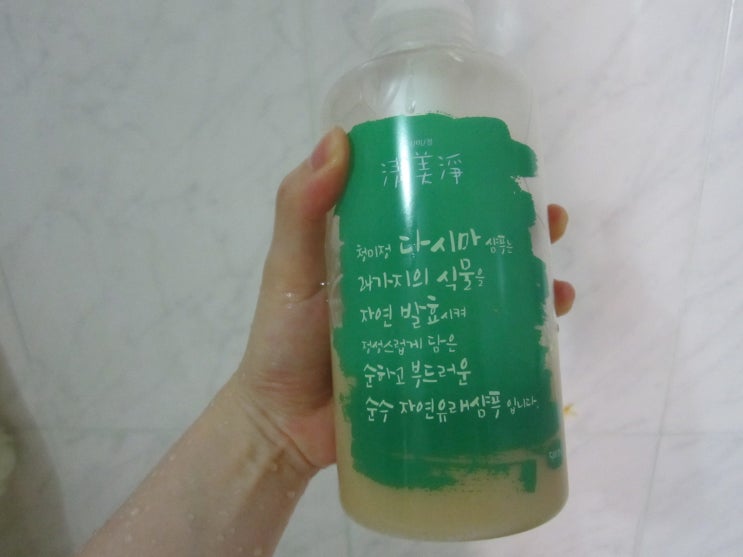 淸美淨
청미정 다시마 샴푸는
24가지의 식물을
자연 발효시켜
정성스럽게 담은
순하고 부드러운
순수 자연유래샴푸입니다.